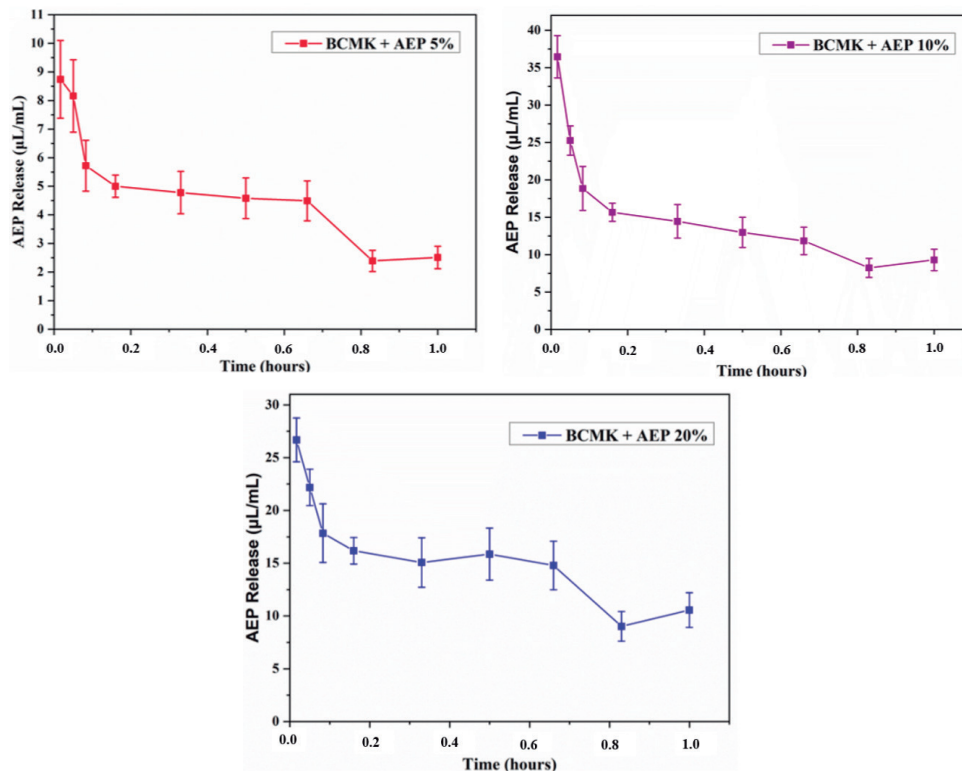 BCMK + AEP 5%
AEP Release (µL/mL)
11
10
9
8
7
6
5
4
3
2
1
0
0.0 0.2 0.4 0.6 0.8 1.0
Time (hours)
BCMK + AEP 10%
AEP Release (µL/mL)
40
35
30
25
20
15
10
5
0
0.0 0.2 0.4 0.6 0.8 1.0
Time (hours)
BCMK + AEP 20%
AEP Release (µL/mL)
30
25
20
15
10
5
0
0.0 0.2 0.4 0.6 0.8 1.0
Time (hours)